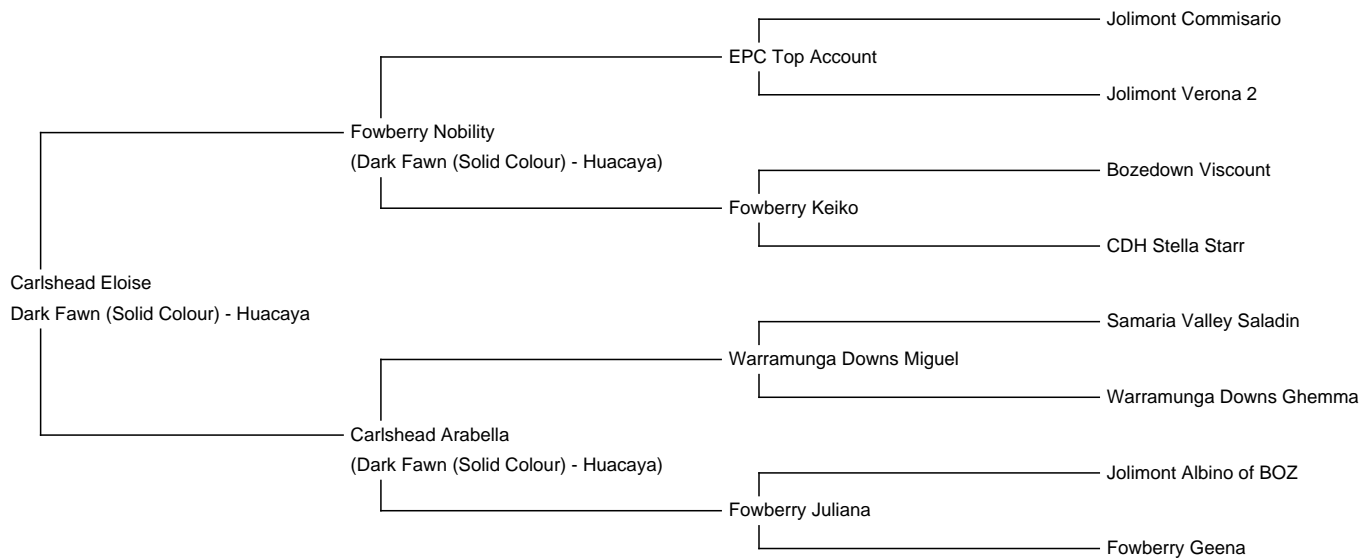 Jolimont Commisario
EPC Top Account
Jolimont Verona 2
Fowberry Nobility
(Dark Fawn (Solid Colour) - Huacaya)
Bozedown Viscount
Fowberry Keiko
CDH Stella Starr
Carlshead Eloise
Dark Fawn (Solid Colour) - Huacaya
Samaria Valley Saladin
Warramunga Downs Miguel
Warramunga Downs Ghemma
Carlshead Arabella
(Dark Fawn (Solid Colour) - Huacaya)
Jolimont Albino of BOZ
Fowberry Juliana
Fowberry Geena